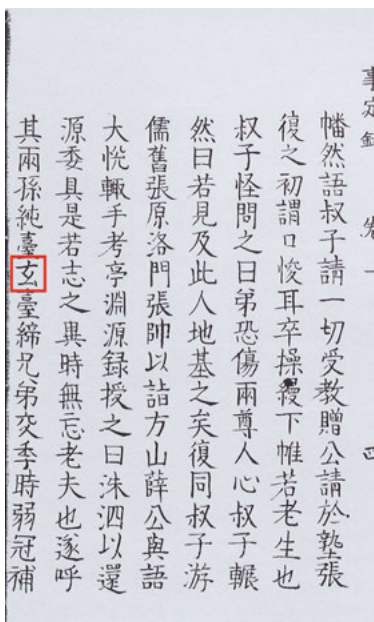 事定錄 卷一 四
幡然語叔子請一切受教贈公請於塾張
復之初謂口悛耳卒操縵下帷若老生也
叔子怪問之曰弟恐傷兩尊人心叔子輾
然曰若見及此人地基之矣復同叔子游
儒舊張原洛門張帥以詣方山薛公與語
大悅輒手考亭淵源録授之曰洙泗以還
源委具是若志之異時無忘老夫也遂呼
其兩孫純臺玄臺締兄弟交季時弱冠補